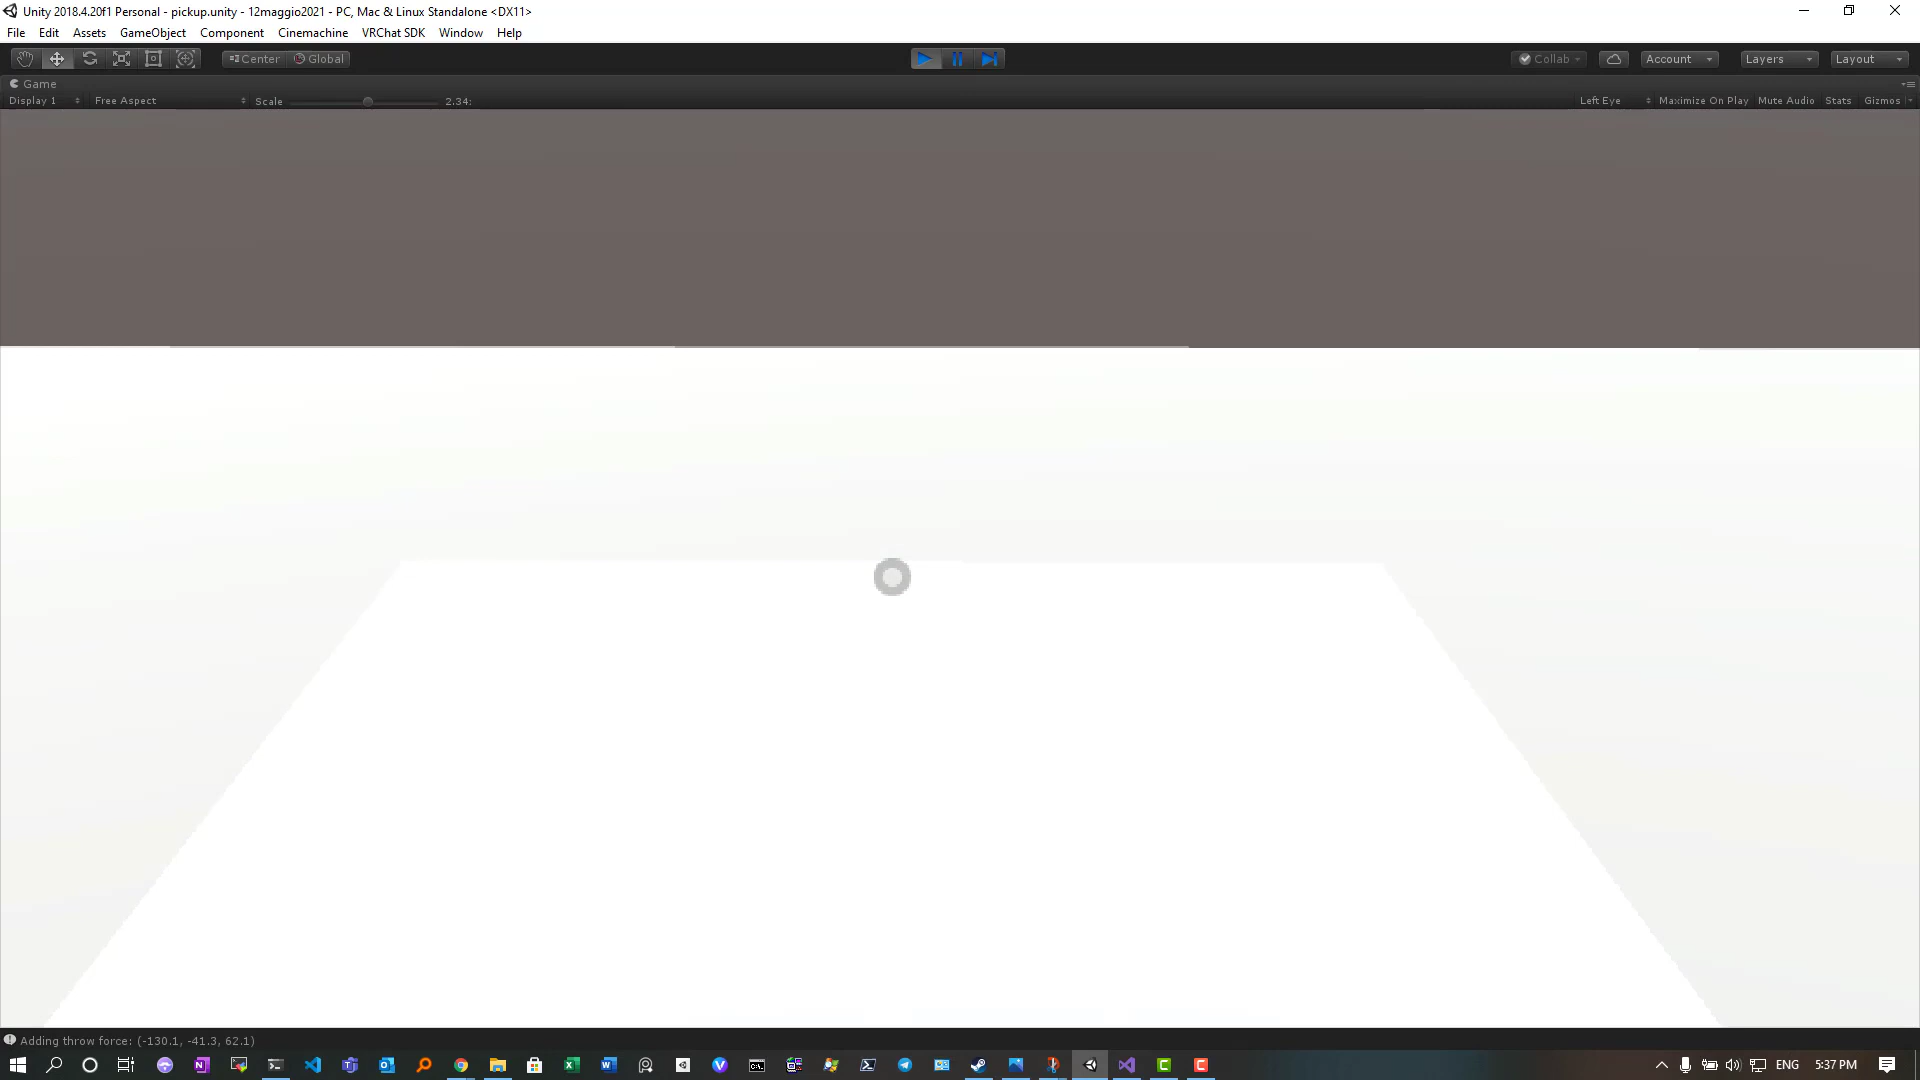 Unity 2018.4.20f1 Personal - pickup.unity - 12maggio2021 - PC, Mac & Linux Standalone <DX11>
File Edit Assets GameObject Component Cinemachine VRChat SDK Window Help
Center Global Collab Account Layers Layout
Game
Display 1 Free Aspect Scale 2.34: Left Eye Maximize On Play Mute Audio Stats Gizmos
Adding throw force: (-130.1, -41.3, 62.1)
ENG 5:37 PM